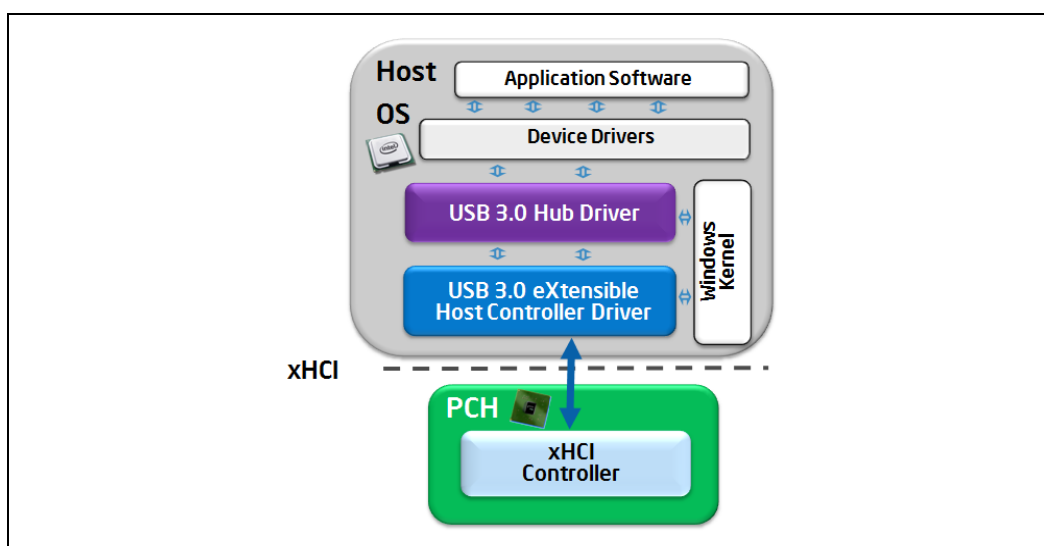 Host
OS
Application Software
Device Drivers
USB 3.0 Hub Driver
USB 3.0 eXtensible
Host Controller Driver
Windows
Kernel
xHCI
PCH
xHCI
Controller